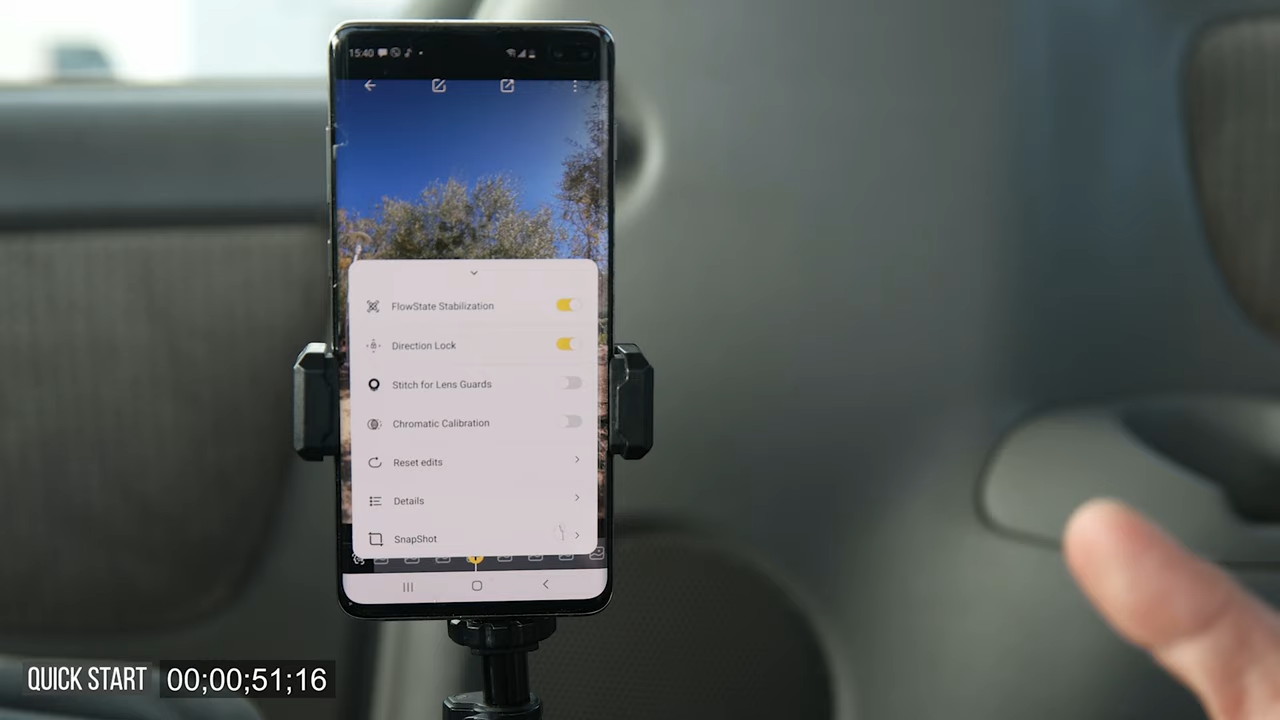 15:40
FlowState Stabilization
Direction Lock
Stitch for Lens Guards
Chromatic Calibration
Reset edits
Details
SnapShot
QUICK START 00;00;51;16